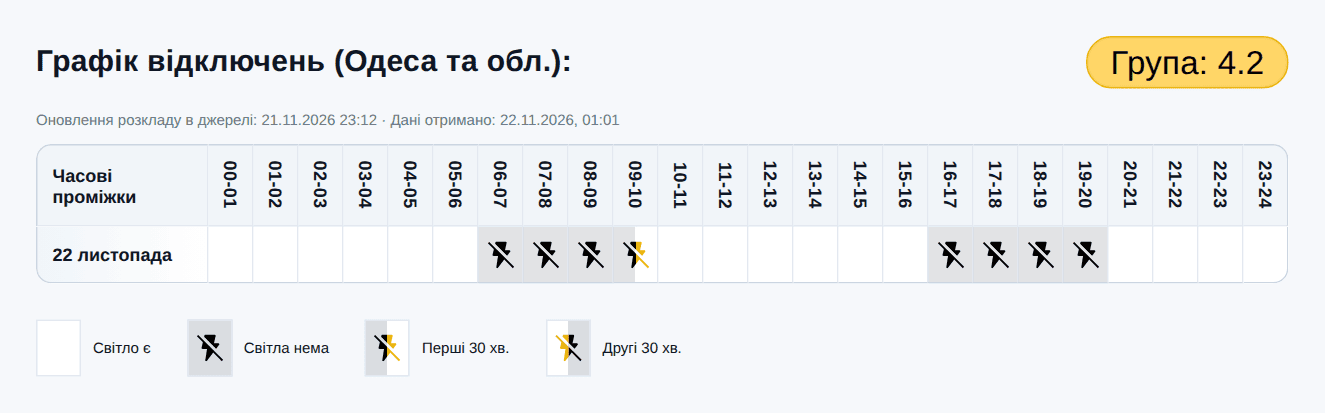 Графік відключень (Одеса та обл.):
Група: 4.2
Оновлення розкладу в джерелі: 21.11.2026 23:12 · Дані отримано: 22.11.2026, 01:01
Часові проміжки 00-01 01-02 02-03 03-04 04-05 05-06 06-07 07-08 08-09 09-10 10-11 11-12 12-13 13-14 14-15 15-16 16-17 17-18 18-19 19-20 20-21 21-22 22-23 23-24
22 листопада
Світло є Світла нема Перші 30 хв. Другі 30 хв.